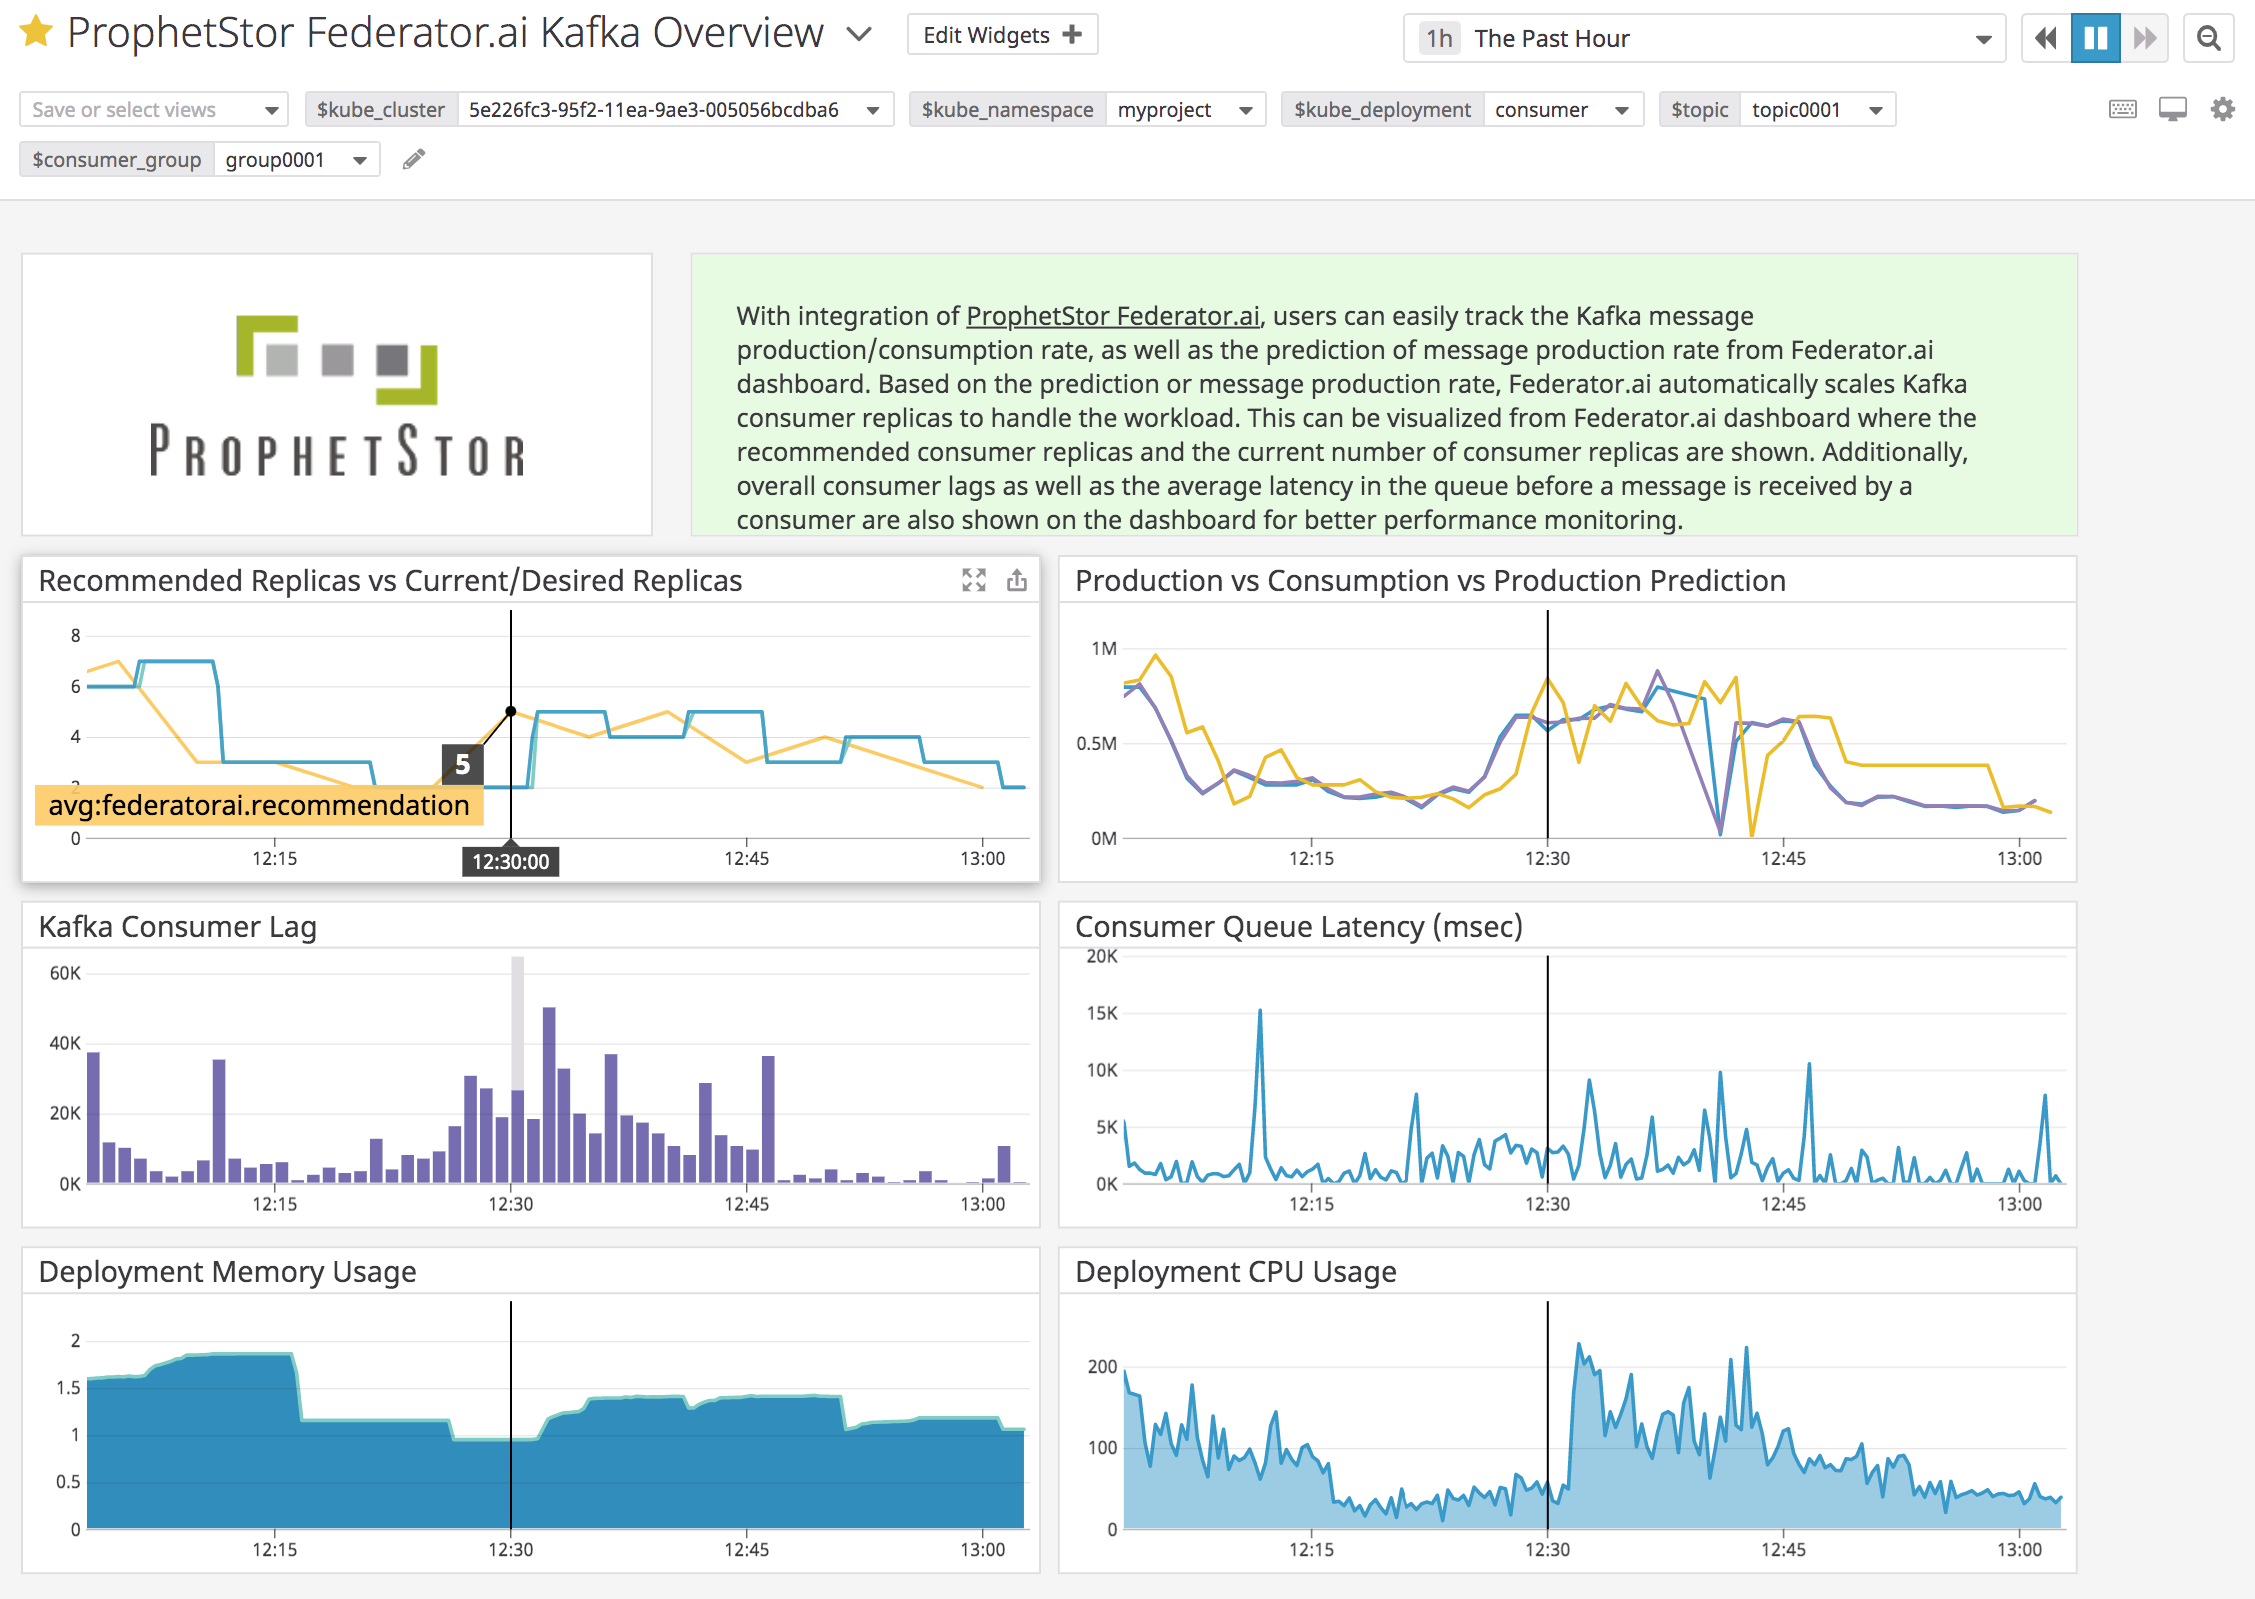 ProphetStor Federator.ai Kafka Overview
Edit Widgets +
1h The Past Hour
Save or select views
$kube_cluster 5e226fc3-95f2-11ea-9ae3-005056bcdba6
$kube_namespace myproject
$kube_deployment consumer
$topic topic0001
$consumer_group group0001
PROPHETSTOR
With integration of ProphetStor Federator.ai, users can easily track the Kafka message
production/consumption rate, as well as the prediction of message production rate from Federator.ai
dashboard. Based on the prediction or message production rate, Federator.ai automatically scales Kafka
consumer replicas to handle the workload. This can be visualized from Federator.ai dashboard where the
recommended consumer replicas and the current number of consumer replicas are shown. Additionally,
overall consumer lags as well as the average latency in the queue before a message is received by a
consumer are also shown on the dashboard for better performance monitoring.
Recommended Replicas vs Current/Desired Replicas
8
6
4
2
0
5
avg:federatorai.recommendation
12:15 12:30:00 12:45 13:00
Production vs Consumption vs Production Prediction
1M
0.5M
0M
12:15 12:30 12:45 13:00
Kafka Consumer Lag
60K
40K
20K
0K
12:15 12:30 12:45 13:00
Consumer Queue Latency (msec)
20K
15K
10K
5K
0K
12:15 12:30 12:45 13:00
Deployment Memory Usage
2
1.5
1
0.5
0
12:15 12:30 12:45 13:00
Deployment CPU Usage
200
100
0
12:15 12:30 12:45 13:00